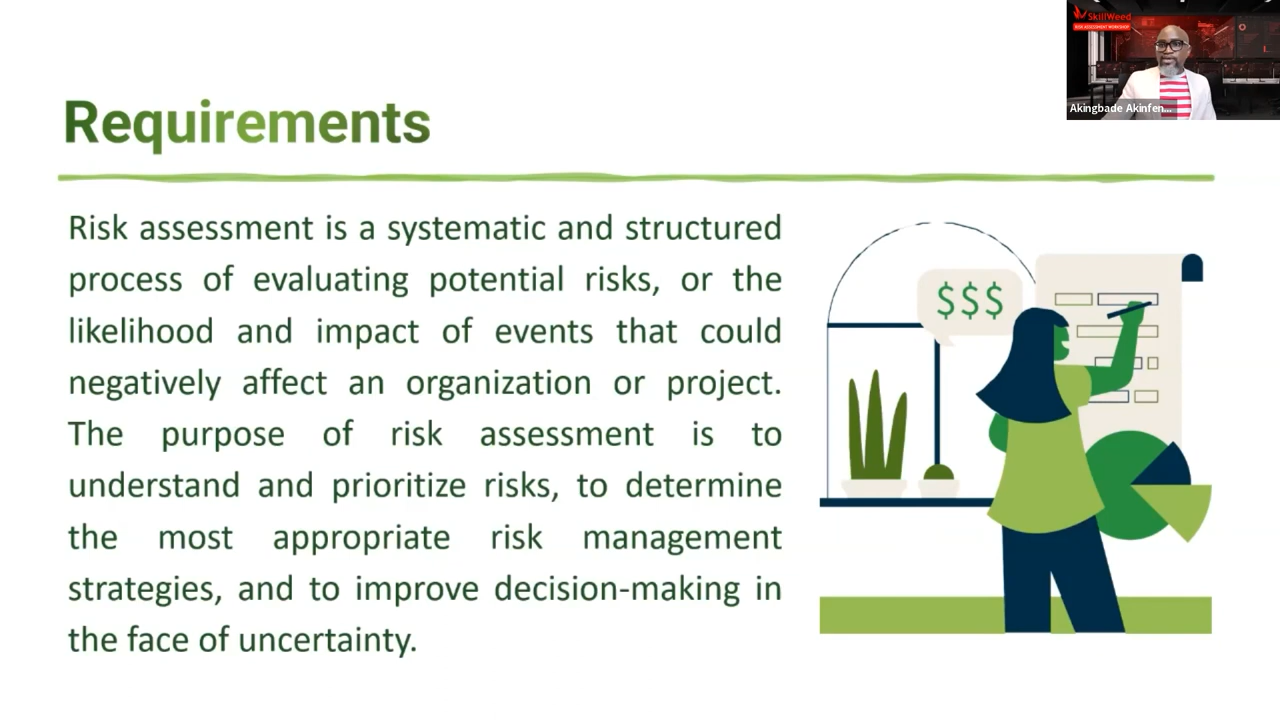 SkillWeed
RISK ASSESSMENT WORKSHOP
Akingbade Akinfen...
Requirements
Risk assessment is a systematic and structured
process of evaluating potential risks, or the
likelihood and impact of events that could
negatively affect an organization or project.
The purpose of risk assessment is to
understand and prioritize risks, to determine
the most appropriate risk management
strategies, and to improve decision-making in
the face of uncertainty.
$$$